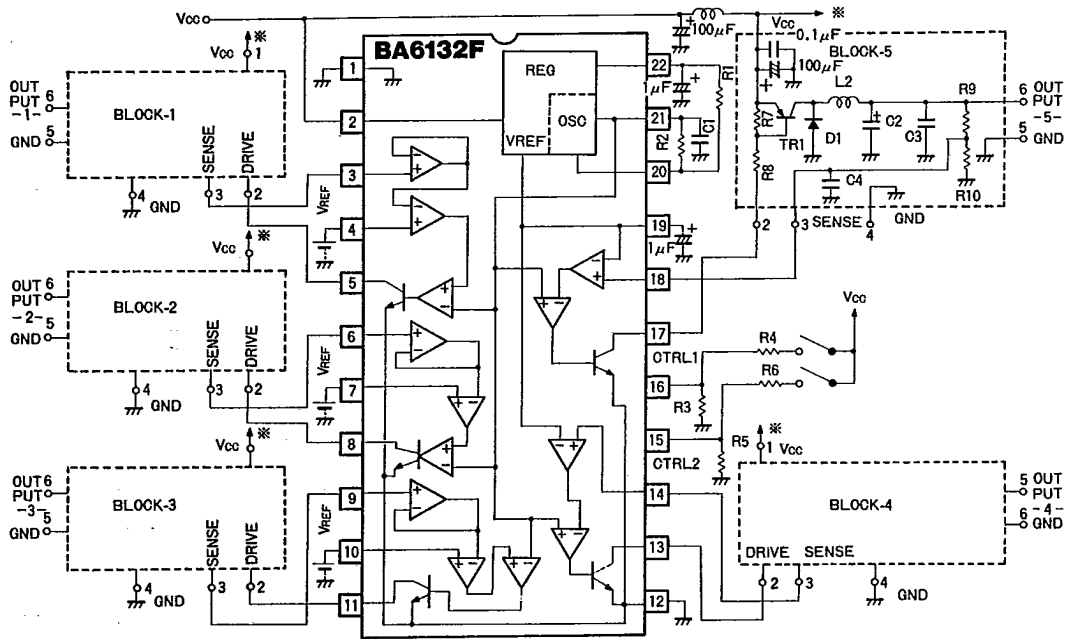 Vcc
※
Vcc 1
OUT
PUT 6
-1-
GND 5
BLOCK-1
SENSE
DRIVE
4
GND
3
2
※
Vcc
OUT 6
PUT
-2-
5
GND
BLOCK-2
SENSE
DRIVE
4
GND
3
2
※
Vcc
OUT 6
PUT
-3- 5
GND
BLOCK-3
SENSE
DRIVE
4
GND
3
2
BA6132F
1
2
3
4
5
6
7
8
9
10
11
VREF
VREF
VREF
REG
OSC
VREF
22
21
20
19
18
17
16
15
14
13
12
100μF
1μF
R1
R2
C1
1μF
CTRL1
CTRL2
R3
R4
R5
R6
Vcc
※
Vcc
0.1μF
100μF
BLOCK-5
L2
R7
TR1
D1
C2
C3
R9
R8
C4
R10
6 OUT
PUT
-5-
5
GND
2
3
SENSE
4
GND
※
1 Vcc
BLOCK-4
5 OUT
PUT
-4-
6 GND
DRIVE SENSE
2
3
4
GND